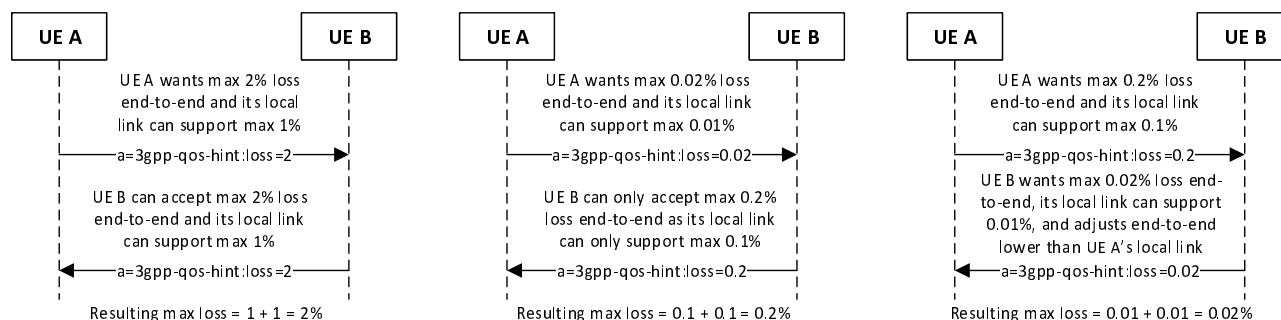 UE A
UE B
UE A wants max 2% loss
end-to-end and its local
link can support max 1%
a=3gpp-qos-hint:loss=2
UE B can accept max 2% loss
end-to-end and its local link
can support max 1%
a=3gpp-qos-hint:loss=2
Resulting max loss = 1 + 1 = 2%
UE A
UE B
UE A wants max 0.02% loss
end-to-end and its local link
can support max 0.01%
a=3gpp-qos-hint:loss=0.02
UE B can only accept max 0.2%
loss end-to-end as its local link
can only support max 0.1%
a=3gpp-qos-hint:loss=0.2
Resulting max loss = 0.1 + 0.1 = 0.2%
UE A
UE B
UE A wants max 0.2% loss
end-to-end and its local link
can support max 0.1%
a=3gpp-qos-hint:loss=0.2
UE B wants max 0.02% loss end-
to-end, its local link can support
0.01%, and adjusts end-to-end
lower than UE A's local link
a=3gpp-qos-hint:loss=0.02
Resulting max loss = 0.01 + 0.01 = 0.02%